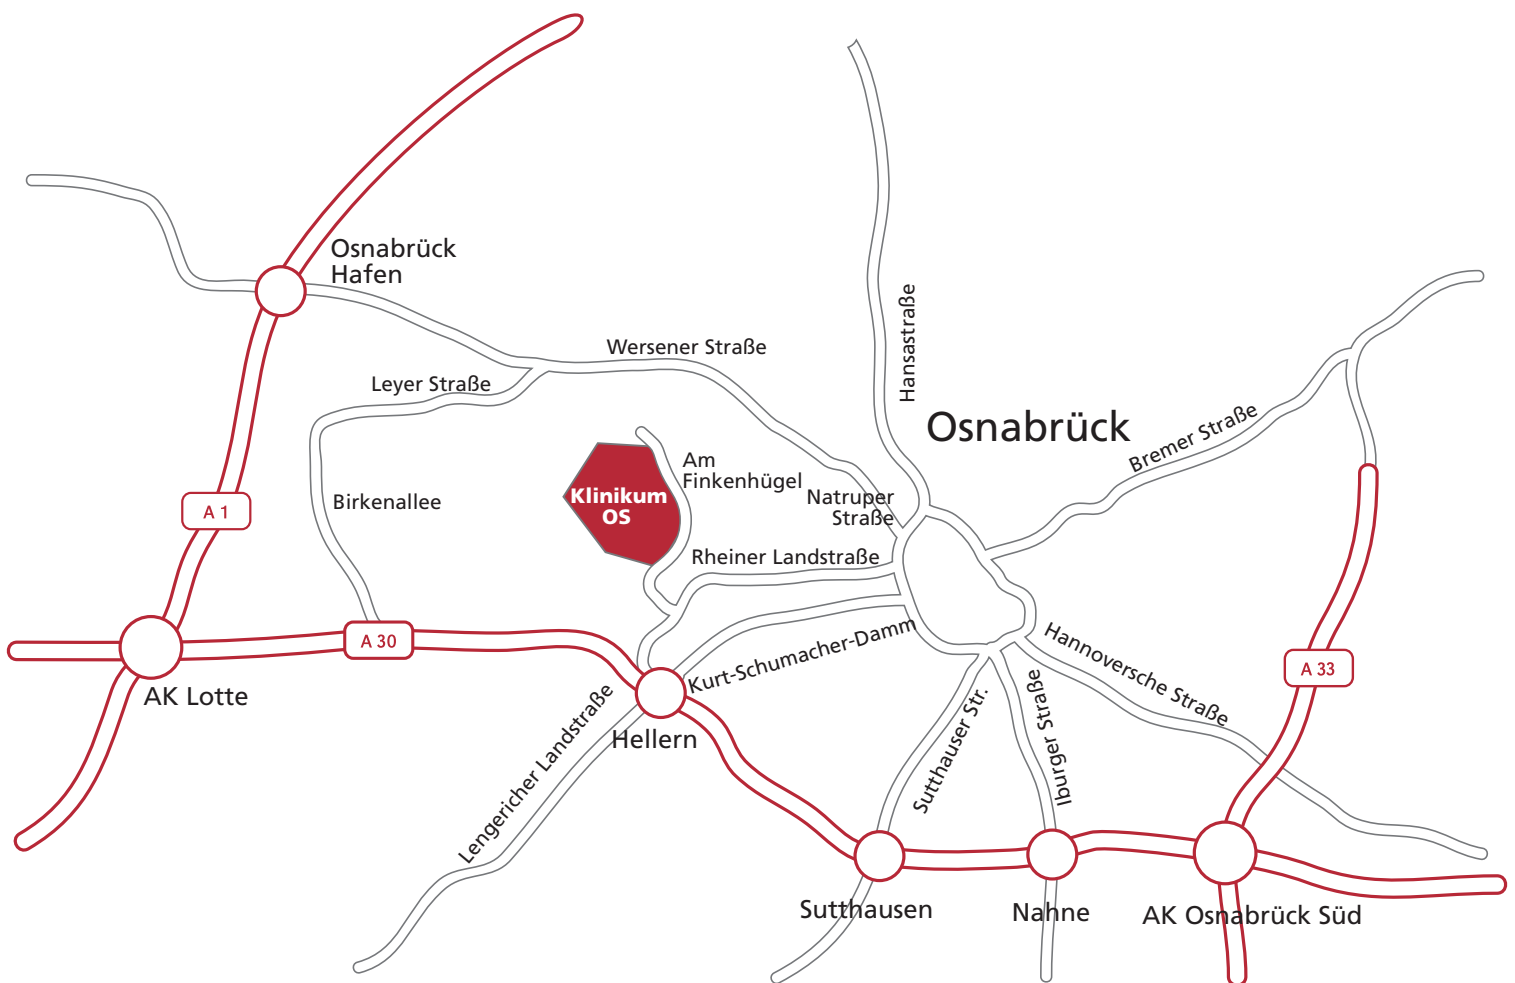 Osnabrück
Hafen
Wersener Straße
Leyer Straße
Hansastraße
Osnabrück
Bremer Straße
Am
Finkenhügel
Klinikum
OS
Natruper
Straße
Birkenallee
A 1
Rheiner Landstraße
A 30
Kurt-Schumacher-Damm
Hannoversche Straße
A 33
AK Lotte
Hellern
Lengericher Landstraße
Sutthauser Str.
Iburger Straße
Sutthausen
Nahne
AK Osnabrück Süd